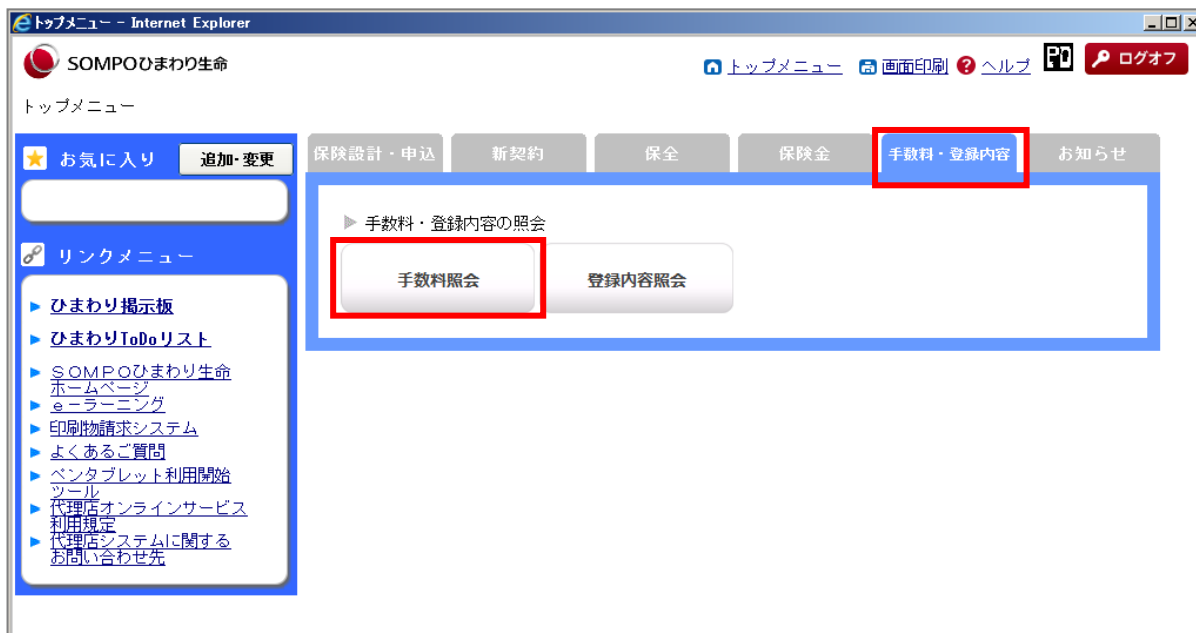 トップメニュー - Internet Explorer
SOMPOひまわり生命
トップメニュー 画面印刷 ? ヘルプ PD ログオフ
トップメニュー
お気に入り 追加・変更
保険設計・申込 新契約 保全 保険金 手数料・登録内容 お知らせ
手数料・登録内容の照会
手数料照会 登録内容照会
リンクメニュー
ひまわり掲示板
ひまわりToDoリスト
SOMPOひまわり生命
ホームページ
e-ラーニング
印刷物請求システム
よくあるご質問
ペンタブレット利用開始
ツール
代理店オンラインサービス
利用規定
代理店システムに関する
お問い合わせ先